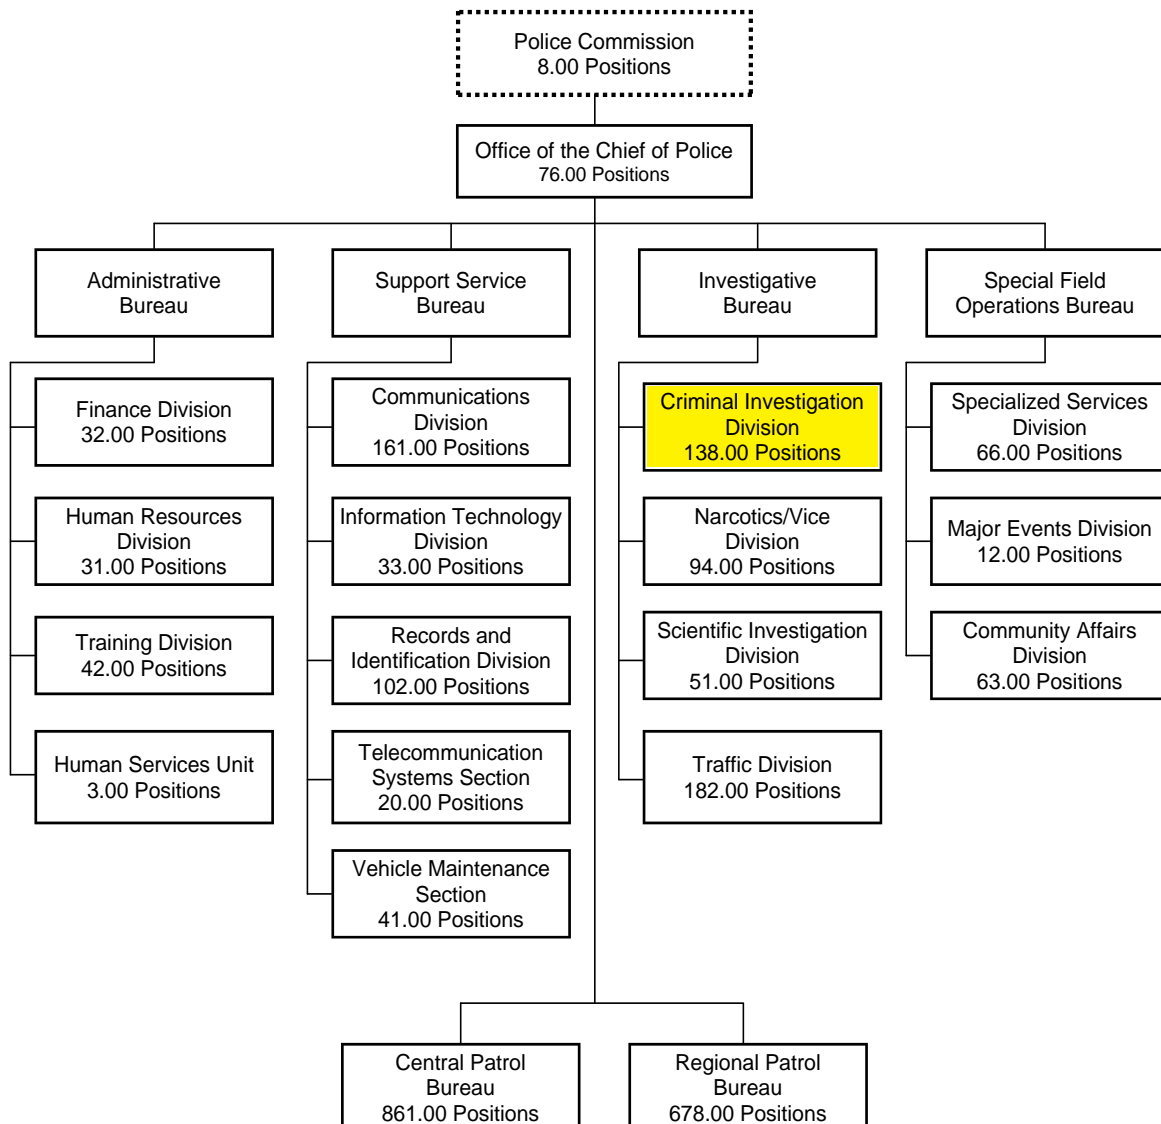 Police Commission
8.00 Positions
Office of the Chief of Police
76.00 Positions
Administrative
Bureau
Support Service
Bureau
Investigative
Bureau
Special Field
Operations Bureau
Finance Division
32.00 Positions
Human Resources
Division
31.00 Positions
Training Division
42.00 Positions
Human Services Unit
3.00 Positions
Communications
Division
161.00 Positions
Information Technology
Division
33.00 Positions
Records and
Identification Division
102.00 Positions
Telecommunication
Systems Section
20.00 Positions
Vehicle Maintenance
Section
41.00 Positions
Criminal Investigation
Division
138.00 Positions
Narcotics/Vice
Division
94.00 Positions
Scientific Investigation
Division
51.00 Positions
Traffic Division
182.00 Positions
Specialized Services
Division
66.00 Positions
Major Events Division
12.00 Positions
Community Affairs
Division
63.00 Positions
Central Patrol
Bureau
861.00 Positions
Regional Patrol
Bureau
678.00 Positions